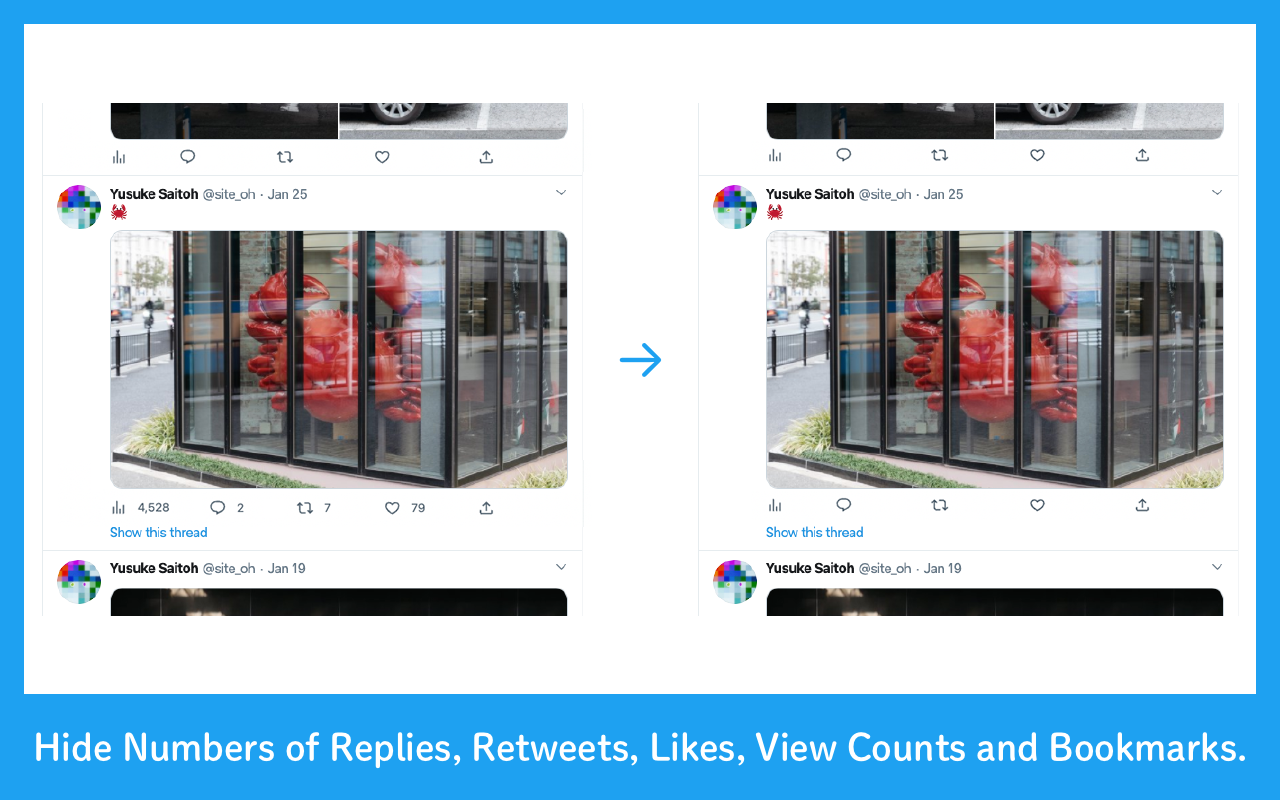 Yusuke Saitoh @site_oh · Jan 25
🦀
4,528 2 7 79
Show this thread
Yusuke Saitoh @site_oh · Jan 19
Yusuke Saitoh @site_oh · Jan 25
🦀
Show this thread
Yusuke Saitoh @site_oh · Jan 19
Hide Numbers of Replies, Retweets, Likes, View Counts and Bookmarks.